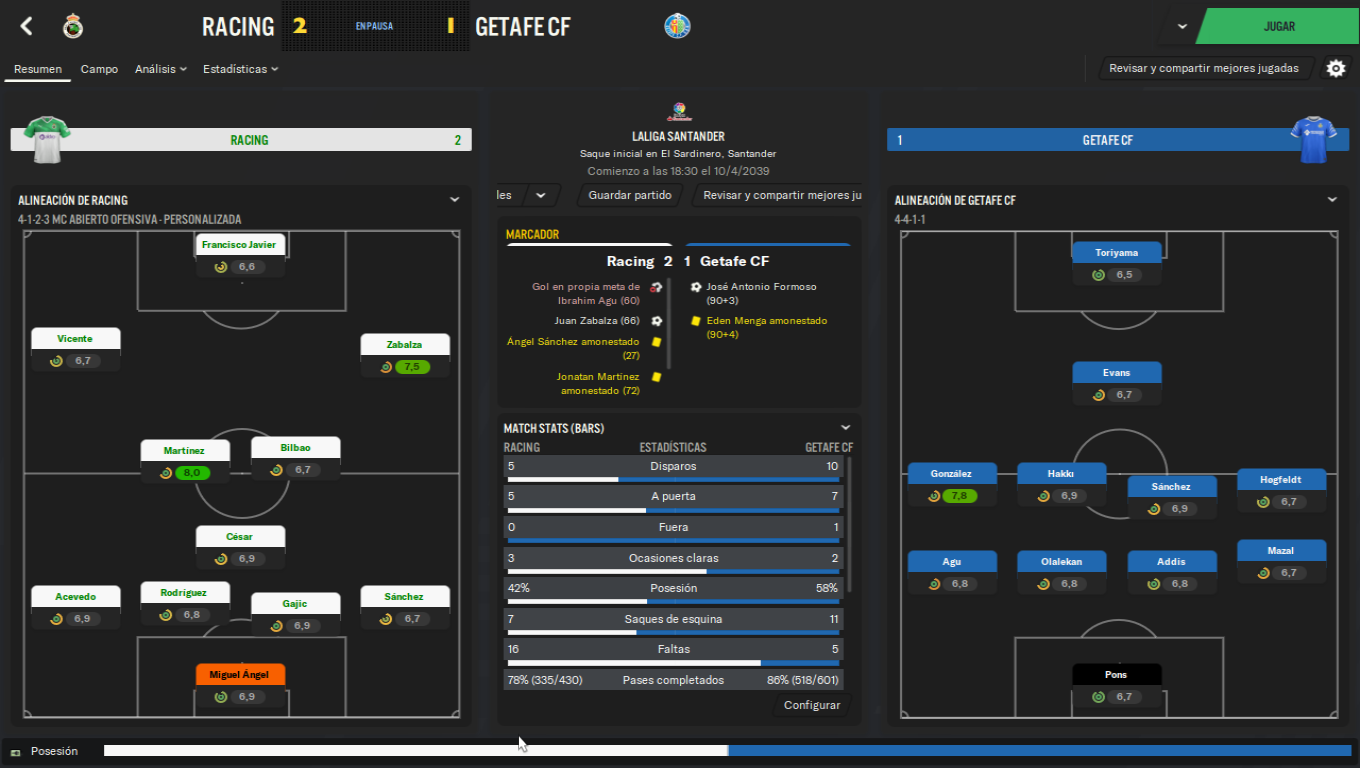 RACING 2 EN PAUSA 1 GETAFE CF
JUGAR
Resumen Campo Análisis Estadísticas
Revisar y compartir mejores jugadas
RACING 2
LALIGA SANTANDER
Saque inicial en El Sardinero, Santander
Comienzo a las 18:30 el 10/4/2039
1 GETAFE CF
les Guardar partido Revisar y compartir mejores ju
ALINEACIÓN DE RACING
4-1-2-3 MC ABIERTO OFENSIVA - PERSONALIZADA
Francisco Javier
6,6
Vicente
6,7
Zabalza
7,5
Martínez
8,0
Bilbao
6,7
César
6,9
Acevedo
6,9
Rodríguez
6,8
Gajic
6,9
Sánchez
6,7
Miguel Ángel
6,9
MARCADOR
Racing 2 1 Getafe CF
Gol en propia meta de
Ibrahim Agu (60)
Juan Zabalza (66)
Ángel Sánchez amonestado
(27)
Jonatan Martínez
amonestado (72)
José Antonio Formoso
(90+3)
Eden Menga amonestado
(90+4)
MATCH STATS (BARS)
RACING ESTADÍSTICAS GETAFE CF
5 Disparos 10
5 A puerta 7
0 Fuera 1
3 Ocasiones claras 2
42% Posesión 58%
7 Saques de esquina 11
16 Faltas 5
78% (335/430) Pases completados 86% (518/601)
Configurar
ALINEACIÓN DE GETAFE CF
4-4-1-1
Toriyama
6,5
Evans
6,7
González
7,8
Hakkı
6,9
Sánchez
6,9
Høgfeldt
6,7
Agu
6,8
Olalekan
6,8
Addis
6,8
Mazal
6,7
Pons
6,7
Posesión